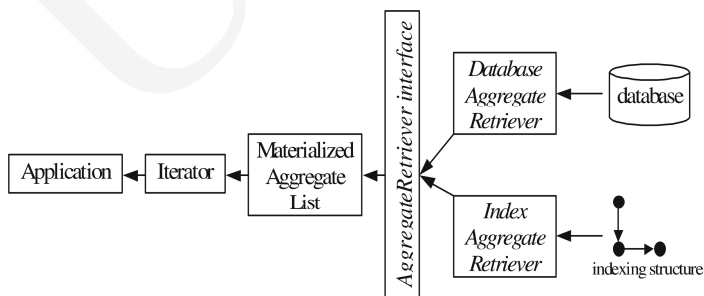 Application
Iterator
Materialized
Aggregate
List
AggregateRetriever interface
Database
Aggregate
Retriever
database
Index
Aggregate
Retriever
indexing structure